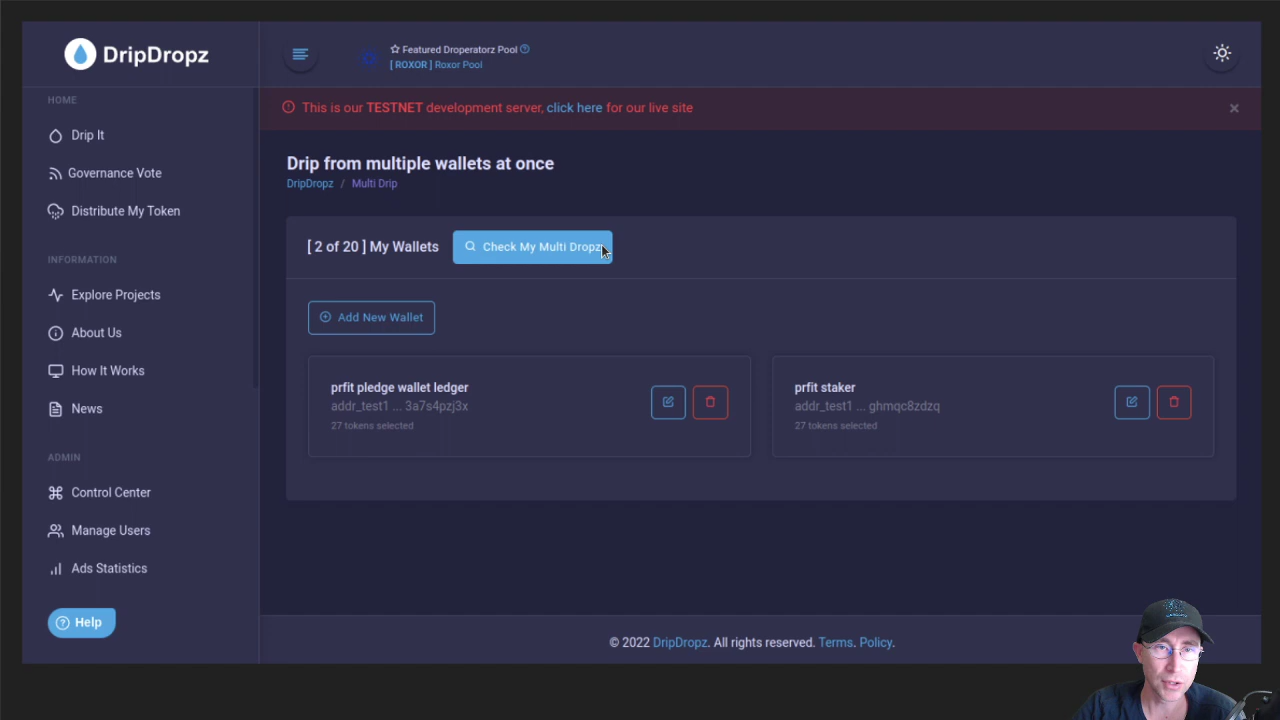 DripDropz
HOME
Drip It
Governance Vote
Distribute My Token
INFORMATION
Explore Projects
About Us
How It Works
News
ADMIN
Control Center
Manage Users
Ads Statistics
Help
Featured Droperatorz Pool
[ ROXOR ] Roxor Pool
This is our TESTNET development server, click here for our live site
Drip from multiple wallets at once
DripDropz / Multi Drip
[ 2 of 20 ] My Wallets
Check My Multi Dropz
Add New Wallet
prfit pledge wallet ledger
addr_test1 ... 3a7s4pzj3x
27 tokens selected
prfit staker
addr_test1 ... ghmqc8zdzq
27 tokens selected
© 2022 DripDropz. All rights reserved. Terms. Policy.